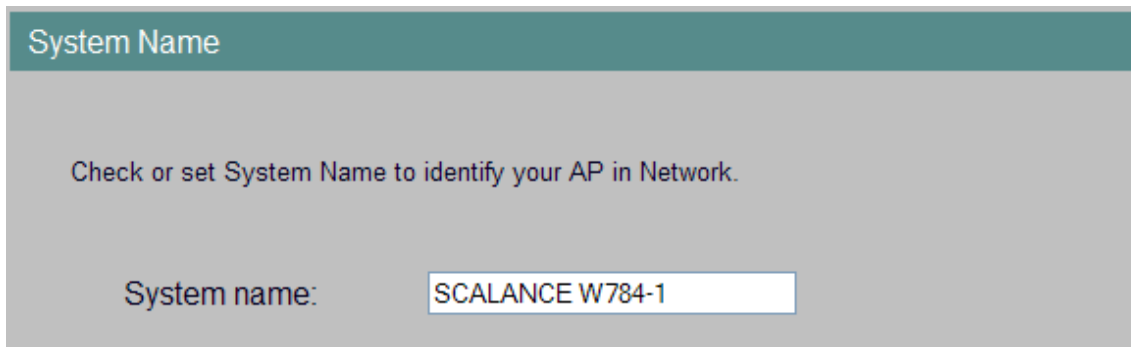 System Name
Check or set System Name to identify your AP in Network.
System name: SCALANCE W784-1